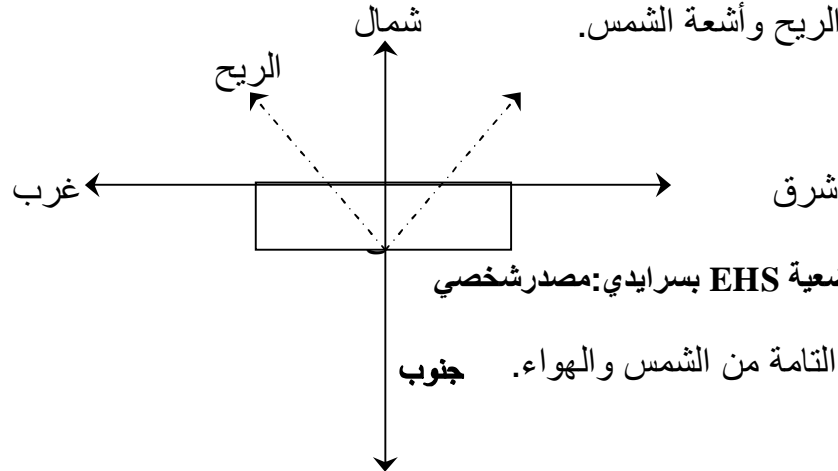 الريح وأشعة الشمس.
شمال
الريح
شرق
غرب
EHS بسرايدي:مصدرشخصي
التامة من الشمس والهواء.
جنوب